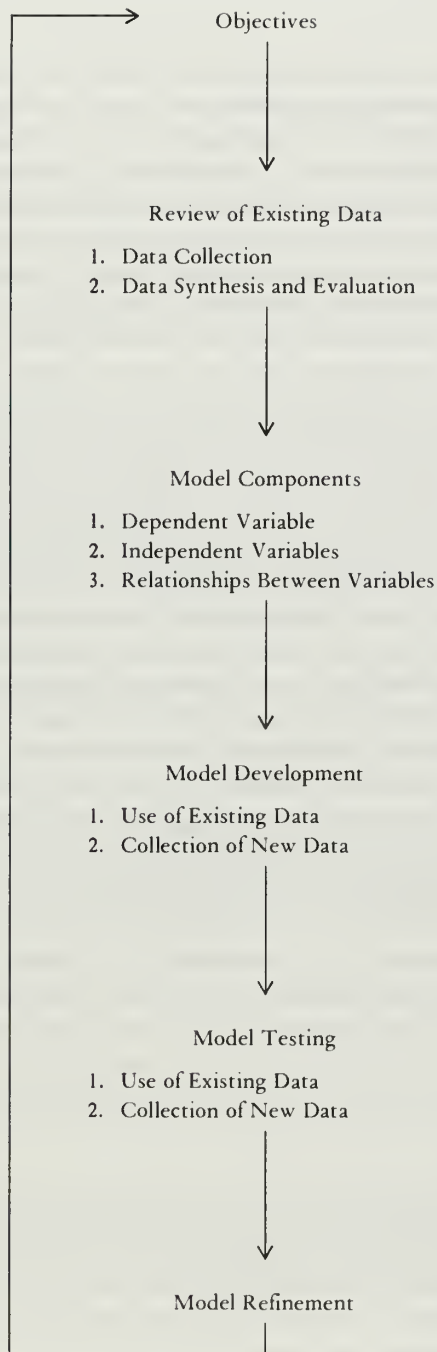 Objectives
Review of Existing Data
1. Data Collection
2. Data Synthesis and Evaluation
Model Components
1. Dependent Variable
2. Independent Variables
3. Relationships Between Variables
Model Development
1. Use of Existing Data
2. Collection of New Data
Model Testing
1. Use of Existing Data
2. Collection of New Data
Model Refinement